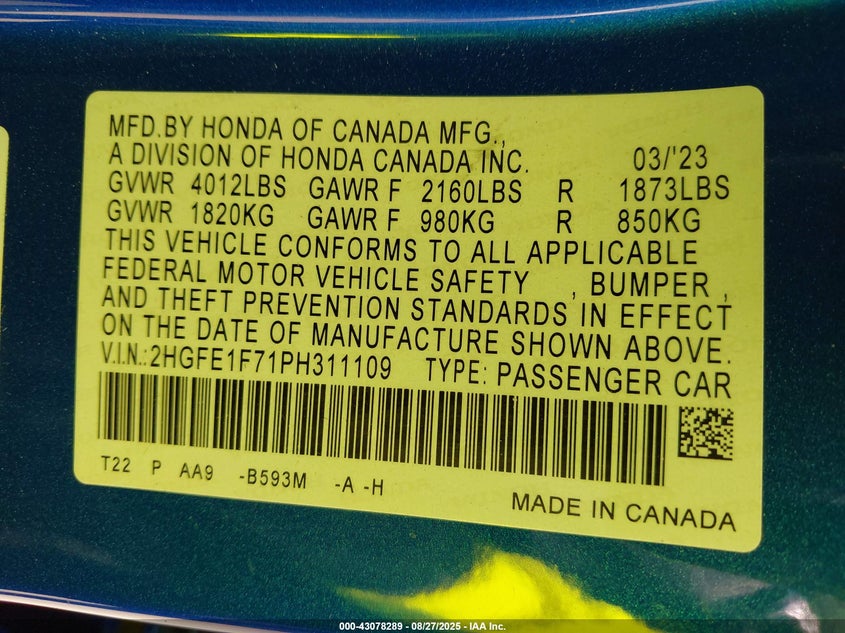 MFD.BY HONDA OF CANADA MFG.,
A DIVISION OF HONDA CANADA INC. 03/'23
GVWR 4012LBS GAWR F 2160LBS R 1873LBS
GVWR 1820KG GAWR F 980KG R 850KG
THIS VEHICLE CONFORMS TO ALL APPLICABLE
FEDERAL MOTOR VEHICLE SAFETY , BUMPER ,
AND THEFT PREVENTION STANDARDS IN EFFECT
ON THE DATE OF MANUFACTURE SHOWN ABOVE.
V.I.N.:2HGFE1F71PH311109 TYPE: PASSENGER CAR
T22 P AA9 -B593M -A -H
MADE IN CANADA
000-43078289 - 08/27/2025 - IAA Inc.